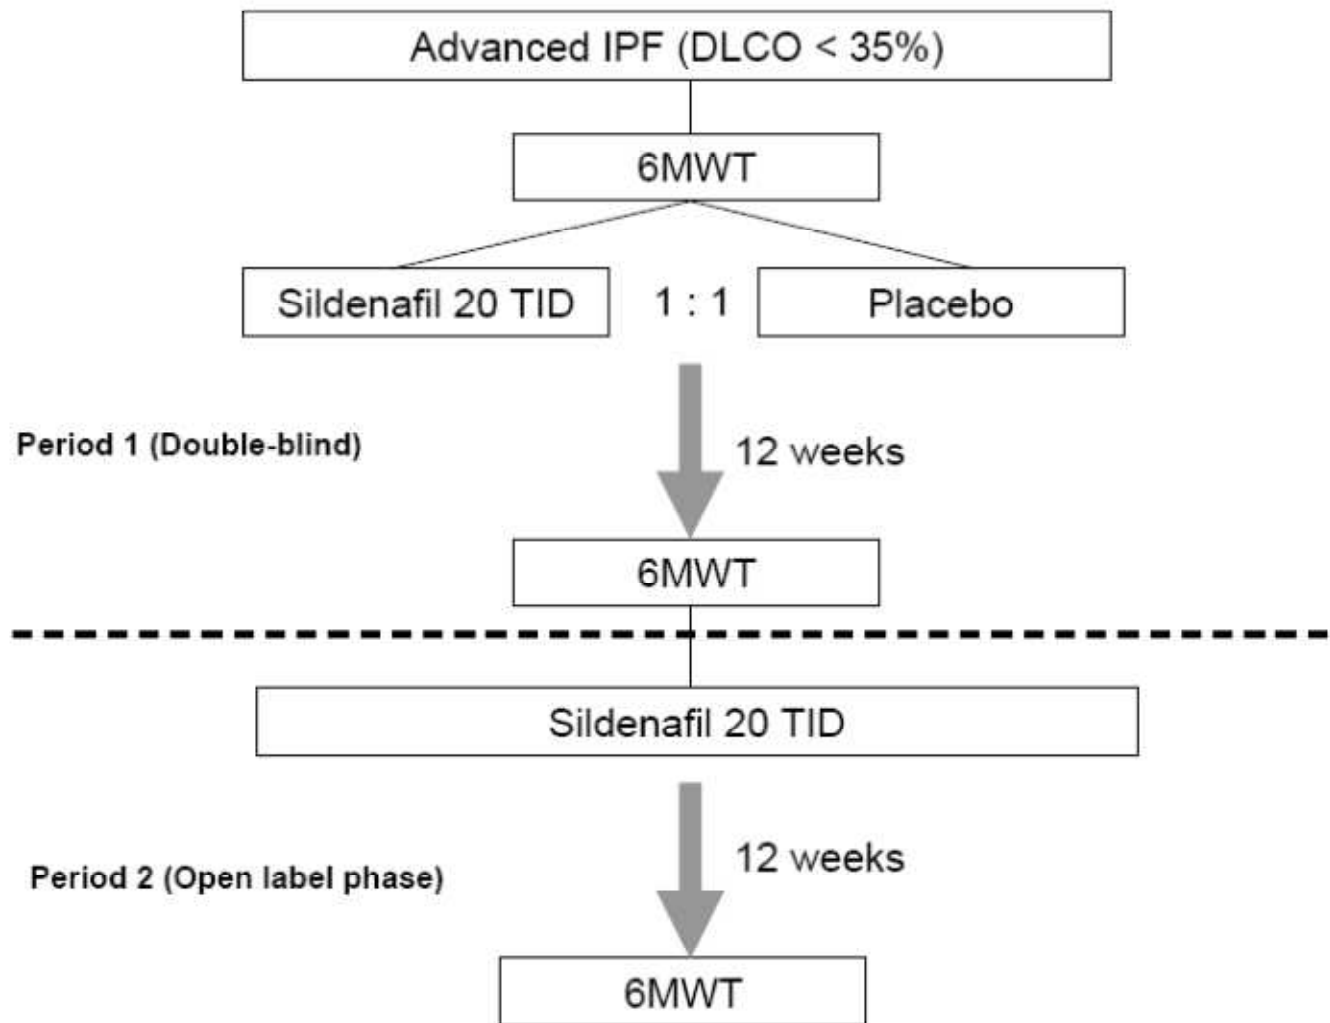 Advanced IPF (DLCO < 35%)
6MWT
Sildenafil 20 TID
1 : 1
Placebo
Period 1 (Double-blind)
12 weeks
6MWT
Sildenafil 20 TID
12 weeks
Period 2 (Open label phase)
6MWT